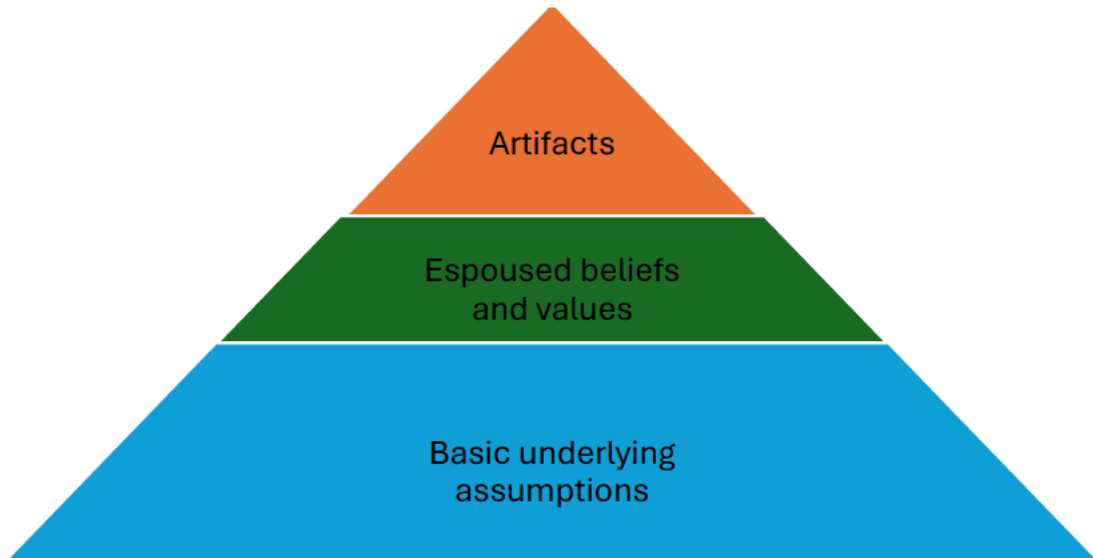 Artifacts
Espoused beliefs
and values
Basic underlying
assumptions